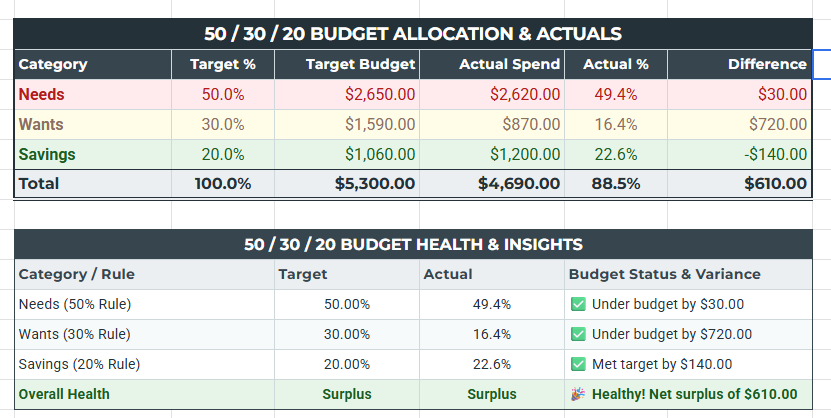 50 / 30 / 20 BUDGET ALLOCATION & ACTUALS
Category Target % Target Budget Actual Spend Actual % Difference
Needs 50.0% $2,650.00 $2,620.00 49.4% $30.00
Wants 30.0% $1,590.00 $870.00 16.4% $720.00
Savings 20.0% $1,060.00 $1,200.00 22.6% -$140.00
Total 100.0% $5,300.00 $4,690.00 88.5% $610.00
50 / 30 / 20 BUDGET HEALTH & INSIGHTS
Category / Rule Target Actual Budget Status & Variance
Needs (50% Rule) 50.00% 49.4% ✅ Under budget by $30.00
Wants (30% Rule) 30.00% 16.4% ✅ Under budget by $720.00
Savings (20% Rule) 20.00% 22.6% ✅ Met target by $140.00
Overall Health Surplus Surplus 🎉 Healthy! Net surplus of $610.00